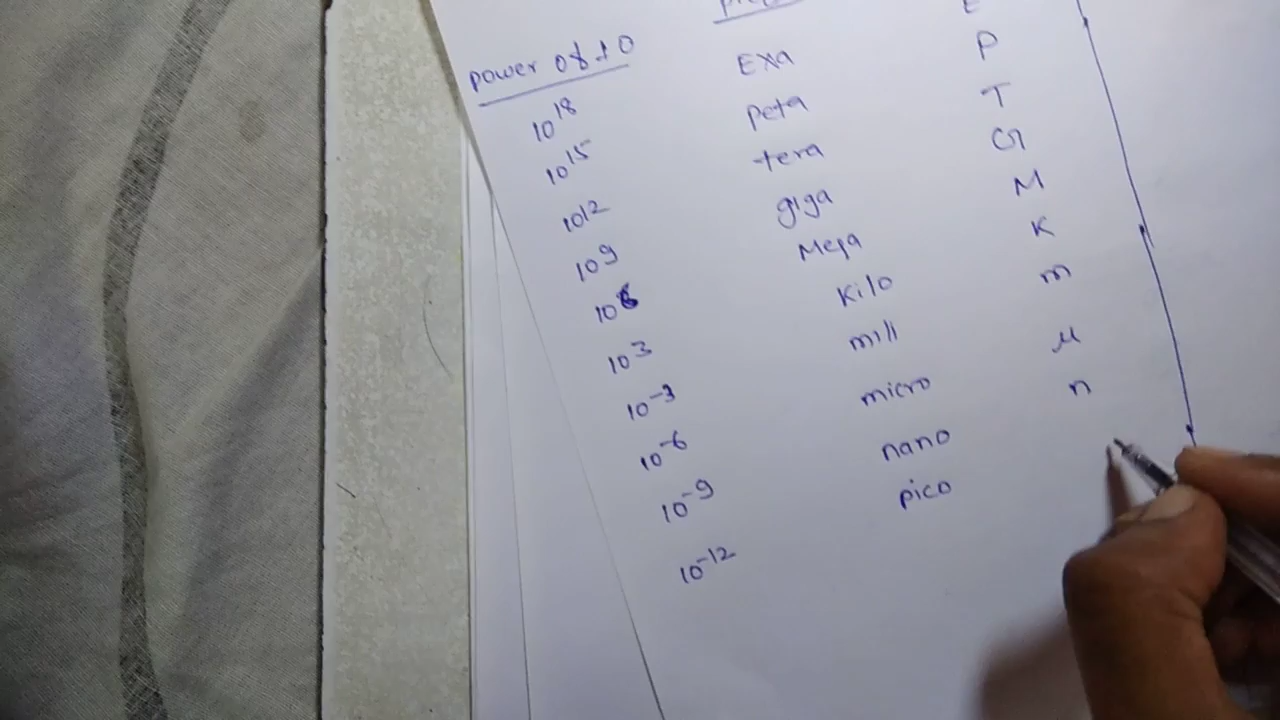 power of 10
E
10^18 Exa P
10^15 peta T
10^12 tera G
10^9 giga M
10^6 Mega K
10^3 Kilo m
10^-3 mili μ
10^-6 micro n
10^-9 nano
10^-12 pico